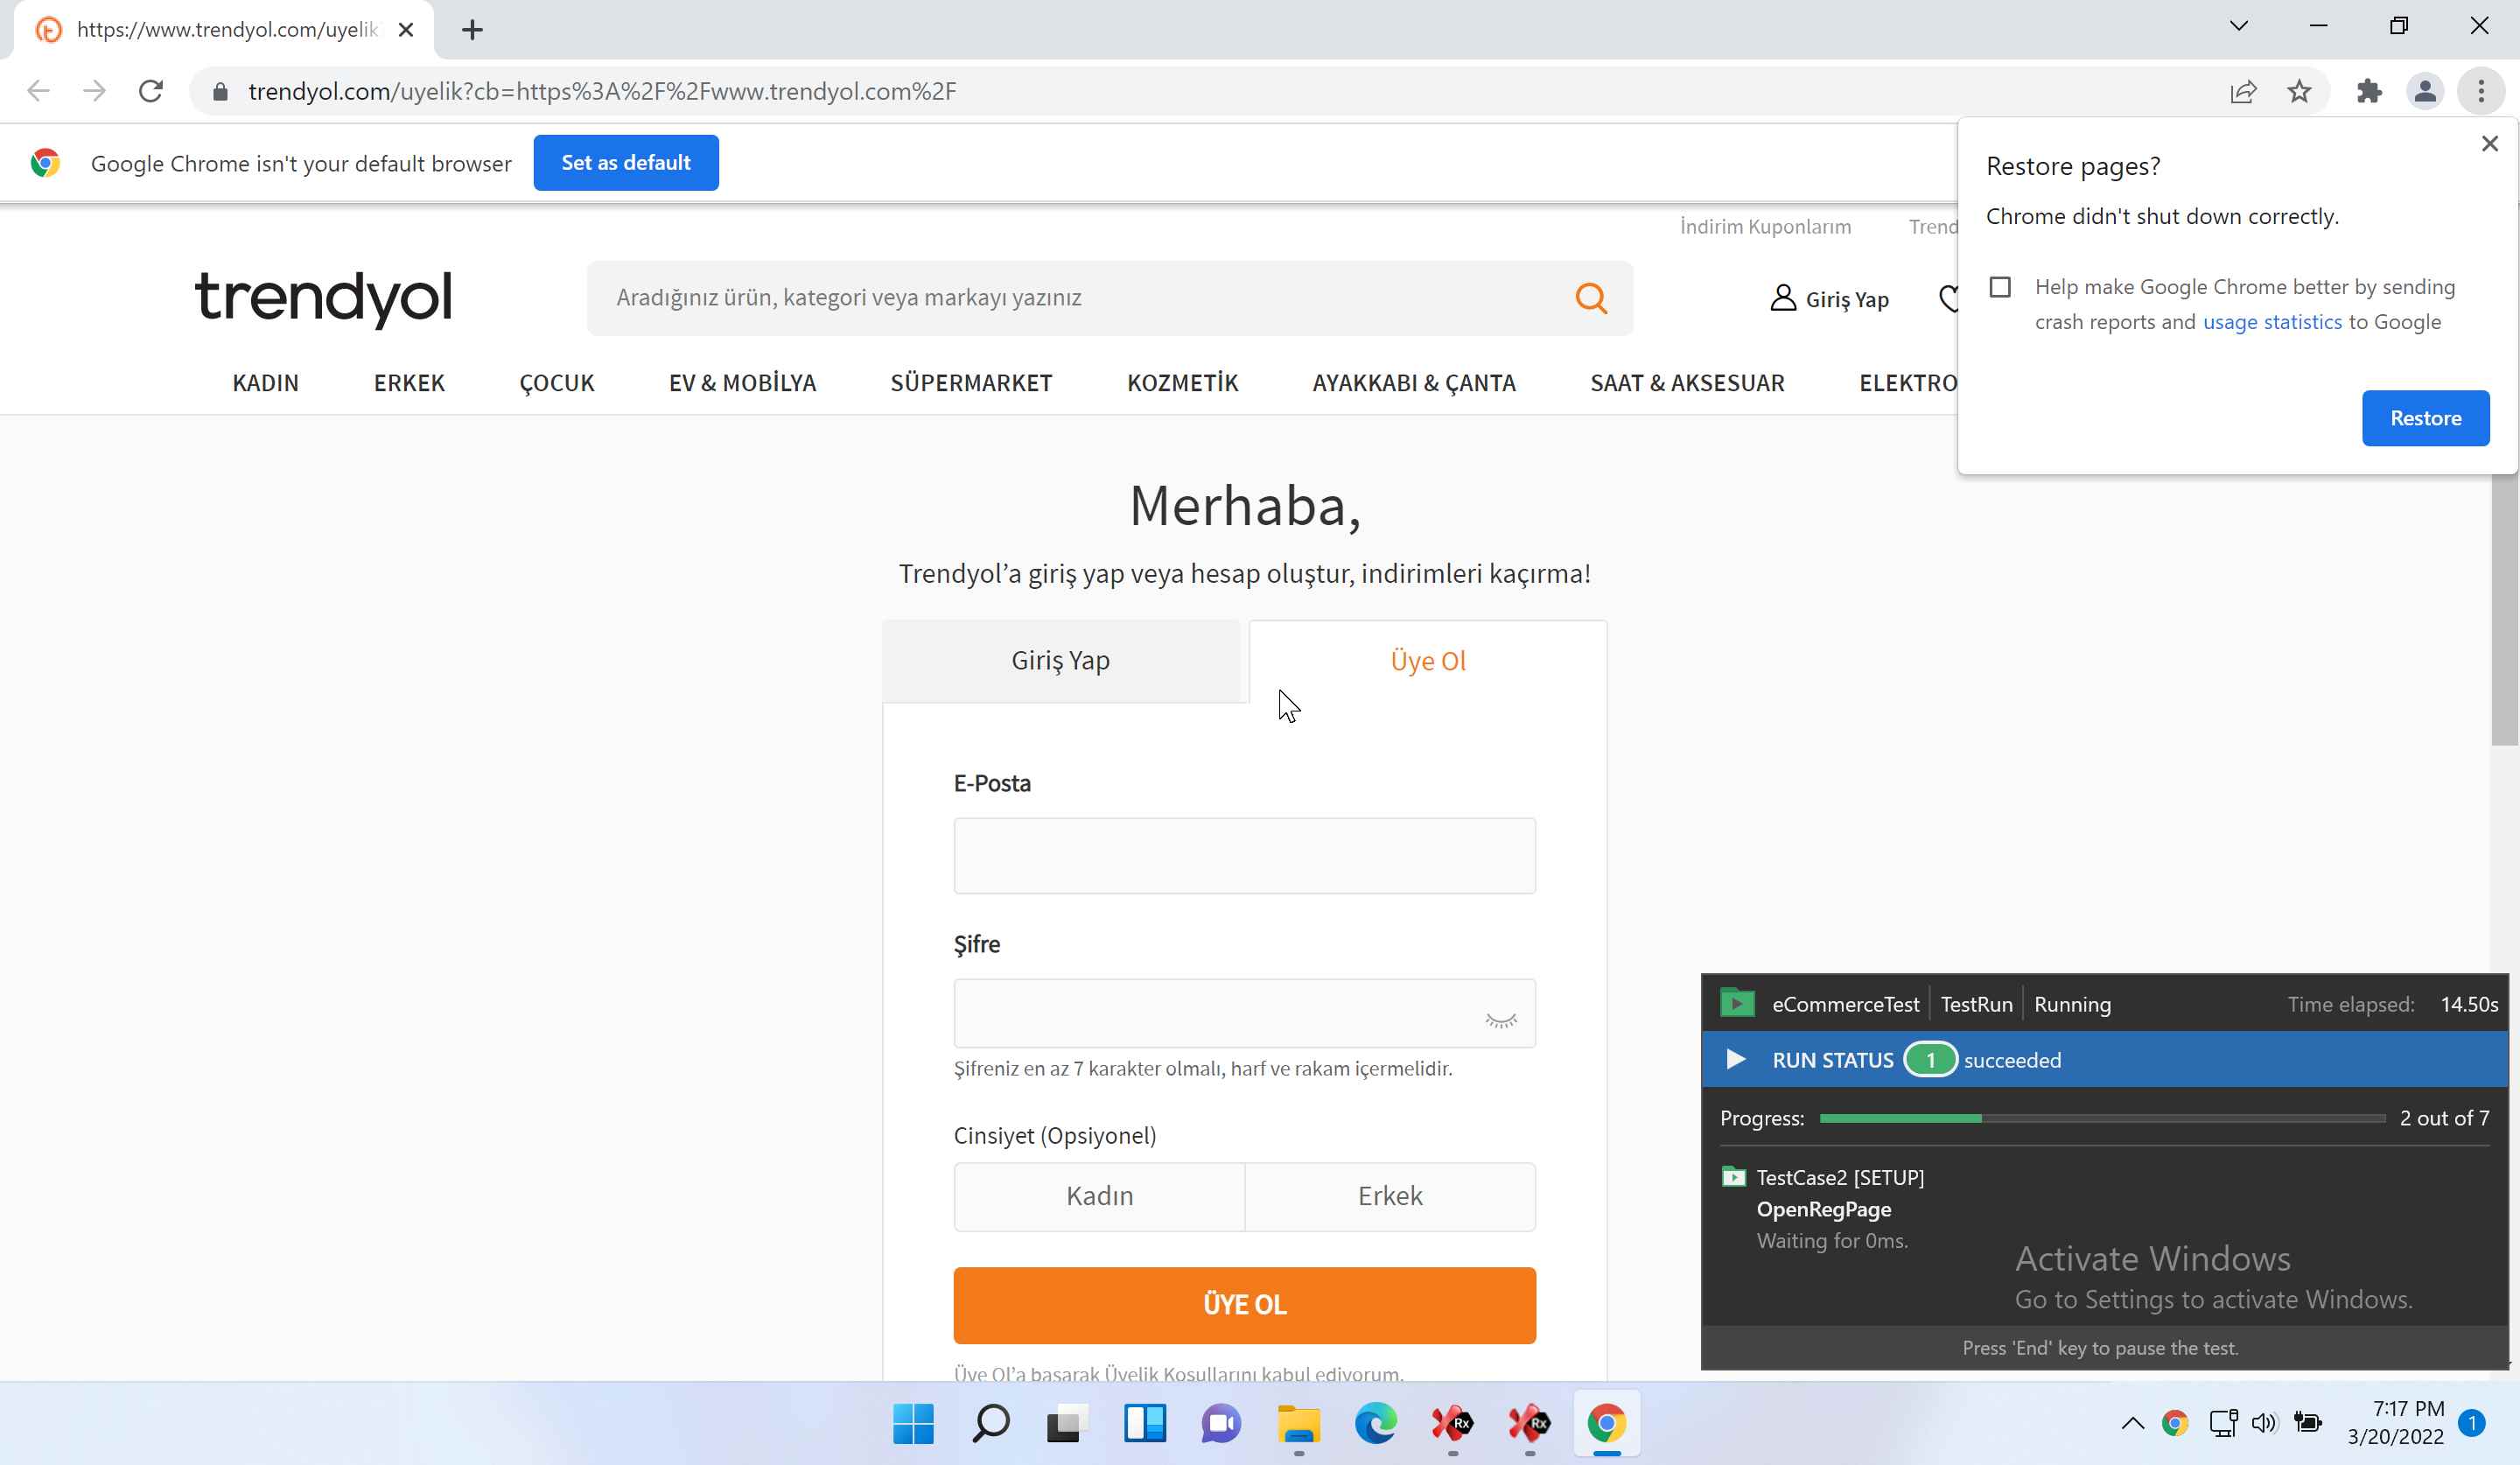 https://www.trendyol.com/uyelik
trendyol.com/uyelik?cb=https%3A%2F%2Fwww.trendyol.com%2F
Google Chrome isn't your default browser
Set as default
Restore pages?
Chrome didn't shut down correctly.
Help make Google Chrome better by sending
crash reports and usage statistics to Google
Restore
İndirim Kuponlarım
Trend
trendyol
Aradığınız ürün, kategori veya markayı yazınız
Giriş Yap
KADIN
ERKEK
ÇOCUK
EV & MOBİLYA
SÜPERMARKET
KOZMETİK
AYAKKABI & ÇANTA
SAAT & AKSESUAR
ELEKTRO
Merhaba,
Trendyol’a giriş yap veya hesap oluştur, indirimleri kaçırma!
Giriş Yap
Üye Ol
E-Posta
Şifre
Şifreniz en az 7 karakter olmalı, harf ve rakam içermelidir.
Cinsiyet (Opsiyonel)
Kadın
Erkek
ÜYE OL
Üye Ol’a basarak Üyelik Koşullarını kabul ediyorum.
eCommerceTest
TestRun
Running
Time elapsed: 14.50s
RUN STATUS 1 succeeded
Progress:
2 out of 7
TestCase2 [SETUP]
OpenRegPage
Waiting for 0ms.
Activate Windows
Go to Settings to activate Windows.
Press 'End' key to pause the test.
Rx
Rx
7:17 PM
3/20/2022
1